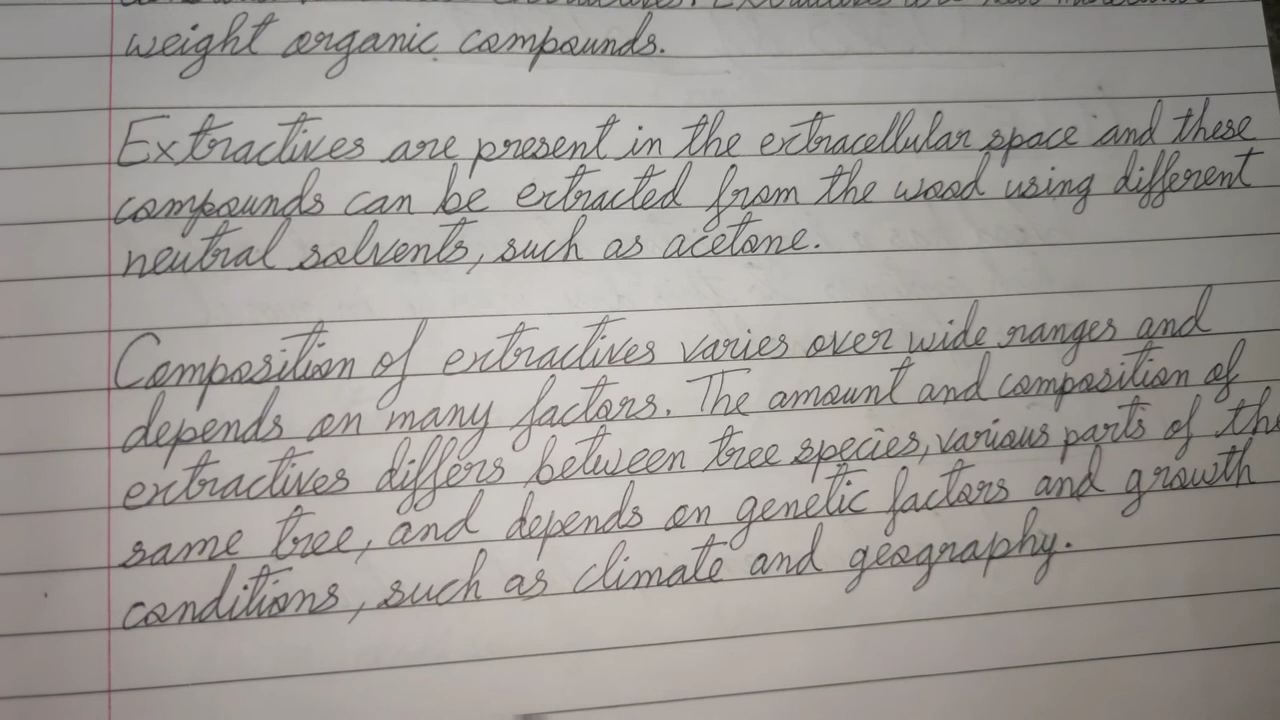 weight organic compounds.
Extractives are present in the extracellular space and these
compounds can be extracted from the wood using different
neutral solvents, such as acetone.
Composition of extractives varies over wide ranges and
depends on many factors. The amount and composition of
extractives differs between tree species, various parts of the
same tree, and depends on genetic factors and growth
conditions, such as climate and geography.